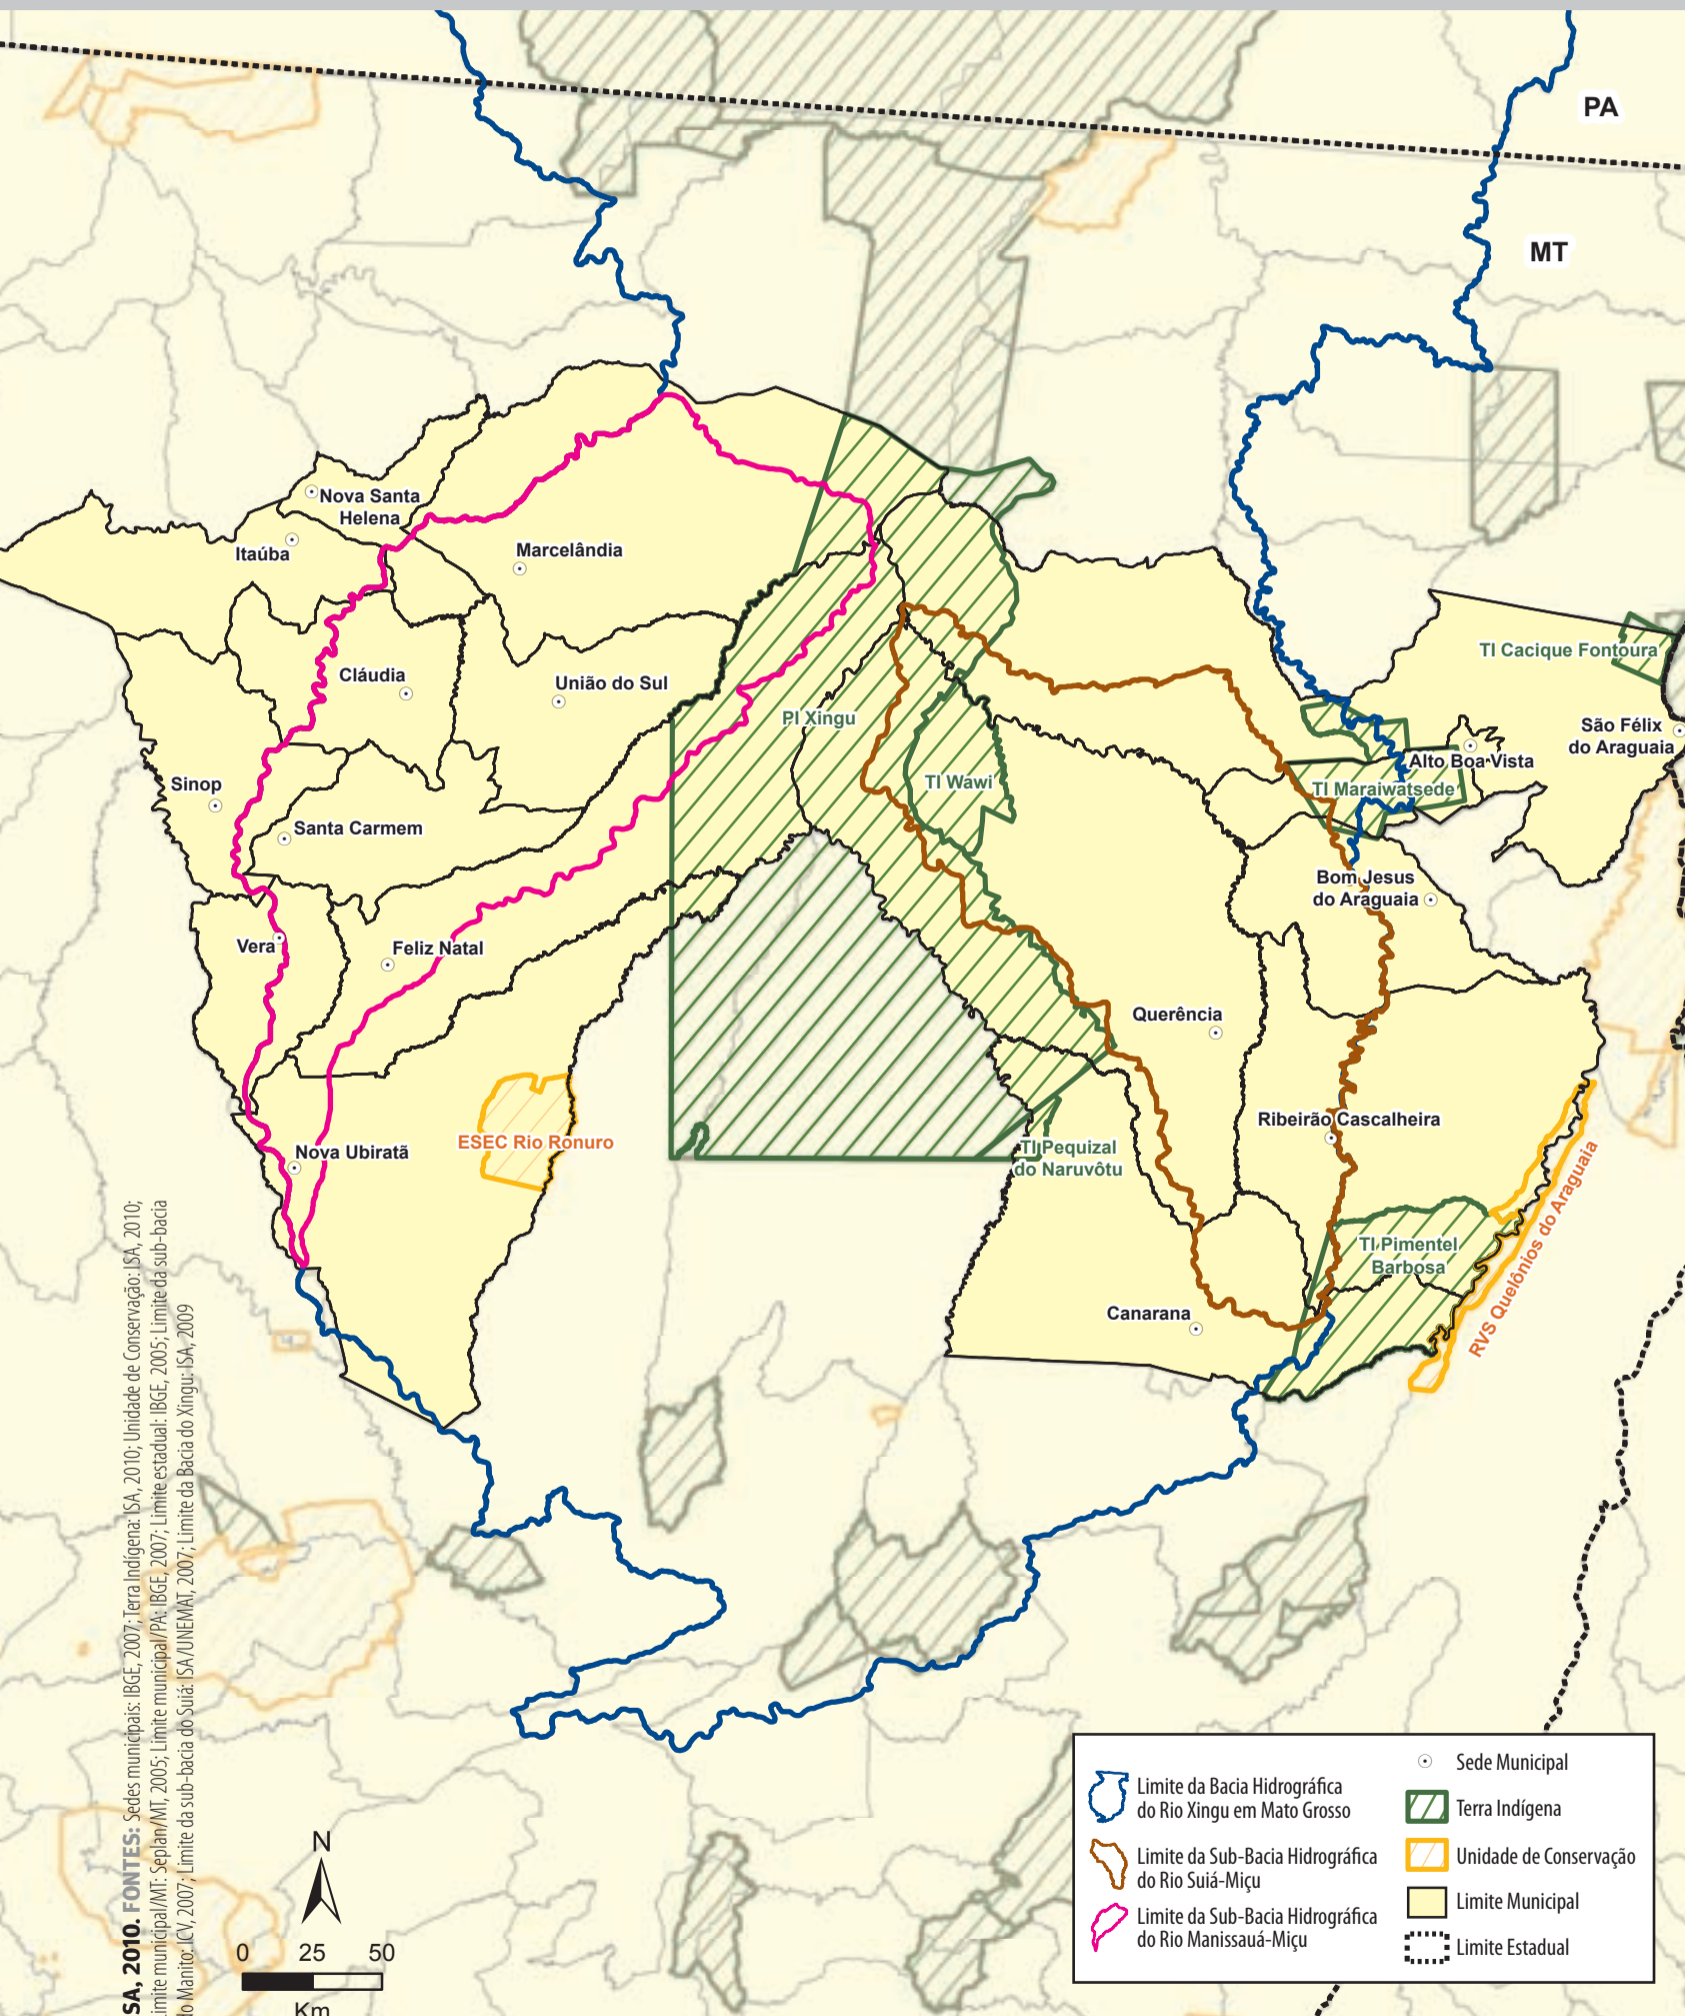 PA
MT
Nova Santa
Helena
Itaúba
Marcelândia
Cláudia
União do Sul
TI Cacique Fontoura
PI Xingu
São Félix
do Araguaia
Alto Boa Vista
Sinop
TI Wawi
TI Maraiwatsede
Santa Carmem
Bom Jesus
do Araguaia
Vera
Feliz Natal
Querência
Ribeirão Cascalheira
ESEC Rio Ronuro
Nova Ubiratã
TI Pequizal
do Naruvôtu
TI Pimentel
Barbosa
RVS Quelônios do Araguaia
Canarana
SA, 2010. FONTES: Sedes municipais: IBGE, 2007; Terra Indígena: ISA, 2010; Unidade de Conservação: ISA, 2010;
imite municipal/MT: Seplan/MT, 2005; Limite municipal/PA: IBGE, 2007; Limite estadual: IBGE, 2005; Limite da sub-bacia
do Manito: ICV, 2007; Limite da sub-bacia do Suiá: ISA/UNEMAT, 2007; Limite da Bacia do Xingu: ISA, 2009
N
0 25 50
Km
Limite da Bacia Hidrográfica
do Rio Xingu em Mato Grosso
Limite da Sub-Bacia Hidrográfica
do Rio Suiá-Miçu
Limite da Sub-Bacia Hidrográfica
do Rio Manissauá-Miçu
Sede Municipal
Terra Indígena
Unidade de Conservação
Limite Municipal
Limite Estadual